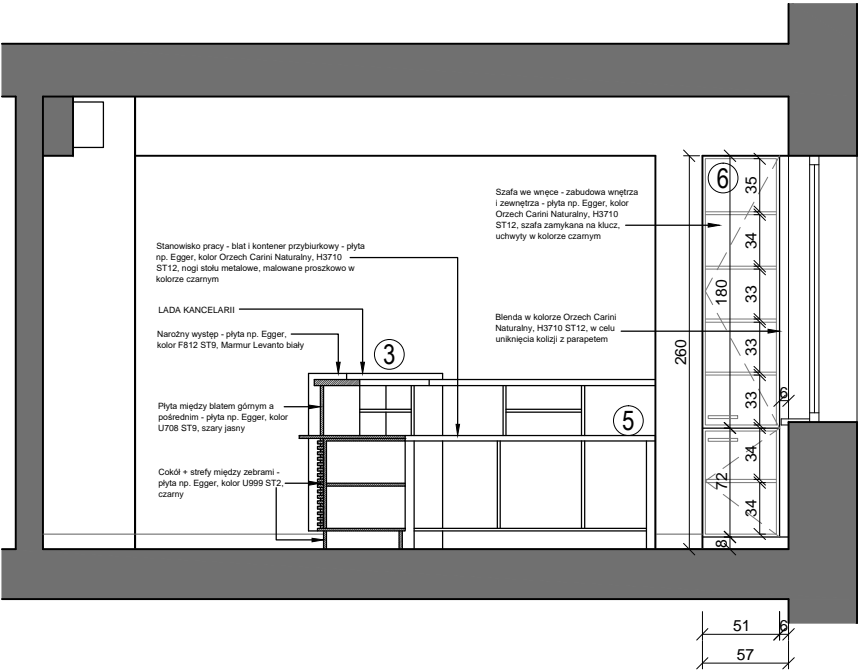 Szafa we wnęce - zabudowa wnętrza
i zewnętrza - płyta np. Egger, kolor
Orzech Carini Naturalny, H3710
ST12, szafa zamykana na klucz,
uchwyty w kolorze czarnym
6
35
34
33
33
33
34
34
180
72
8
260
6
Stanowisko pracy - blat i kontener przybiurkowy - płyta
np. Egger, kolor Orzech Carini Naturalny, H3710
ST12, nogi stołu metalowe, malowane proszkowo w
kolorze czarnym
LADA KANCELARII
Narożny występ - płyta np. Egger,
kolor F812 ST9, Marmur Levanto biały
3
Blenda w kolorze Orzech Carini
Naturalny, H3710 ST12, w celu
uniknięcia kolizji z parapetem
Płyta między blatem górnym a
pośrednim - płyta np. Egger, kolor
U708 ST9, szary jasny
5
Cokół + strefy między zebrami -
płyta np. Egger, kolor U999 ST2,
czarny
51
6
57